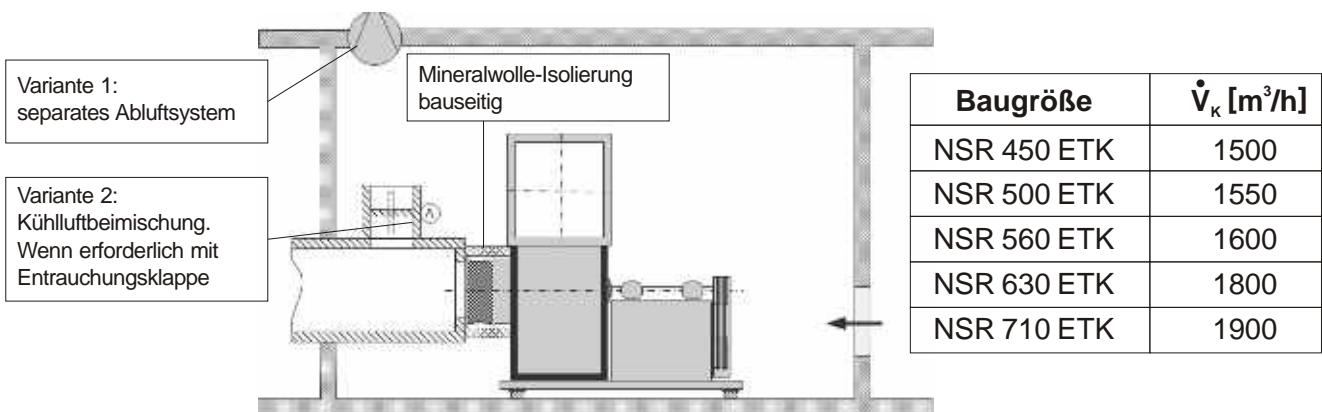 Variante 1:
separates Abluftsystem
Mineralwolle-Isolierung
bauseitig
Variante 2:
Kühlluftbeimischung.
Wenn erforderlich mit
Entrauchungsklappe
Baugröße V̇ₖ [m³/h]
NSR 450 ETK 1500
NSR 500 ETK 1550
NSR 560 ETK 1600
NSR 630 ETK 1800
NSR 710 ETK 1900